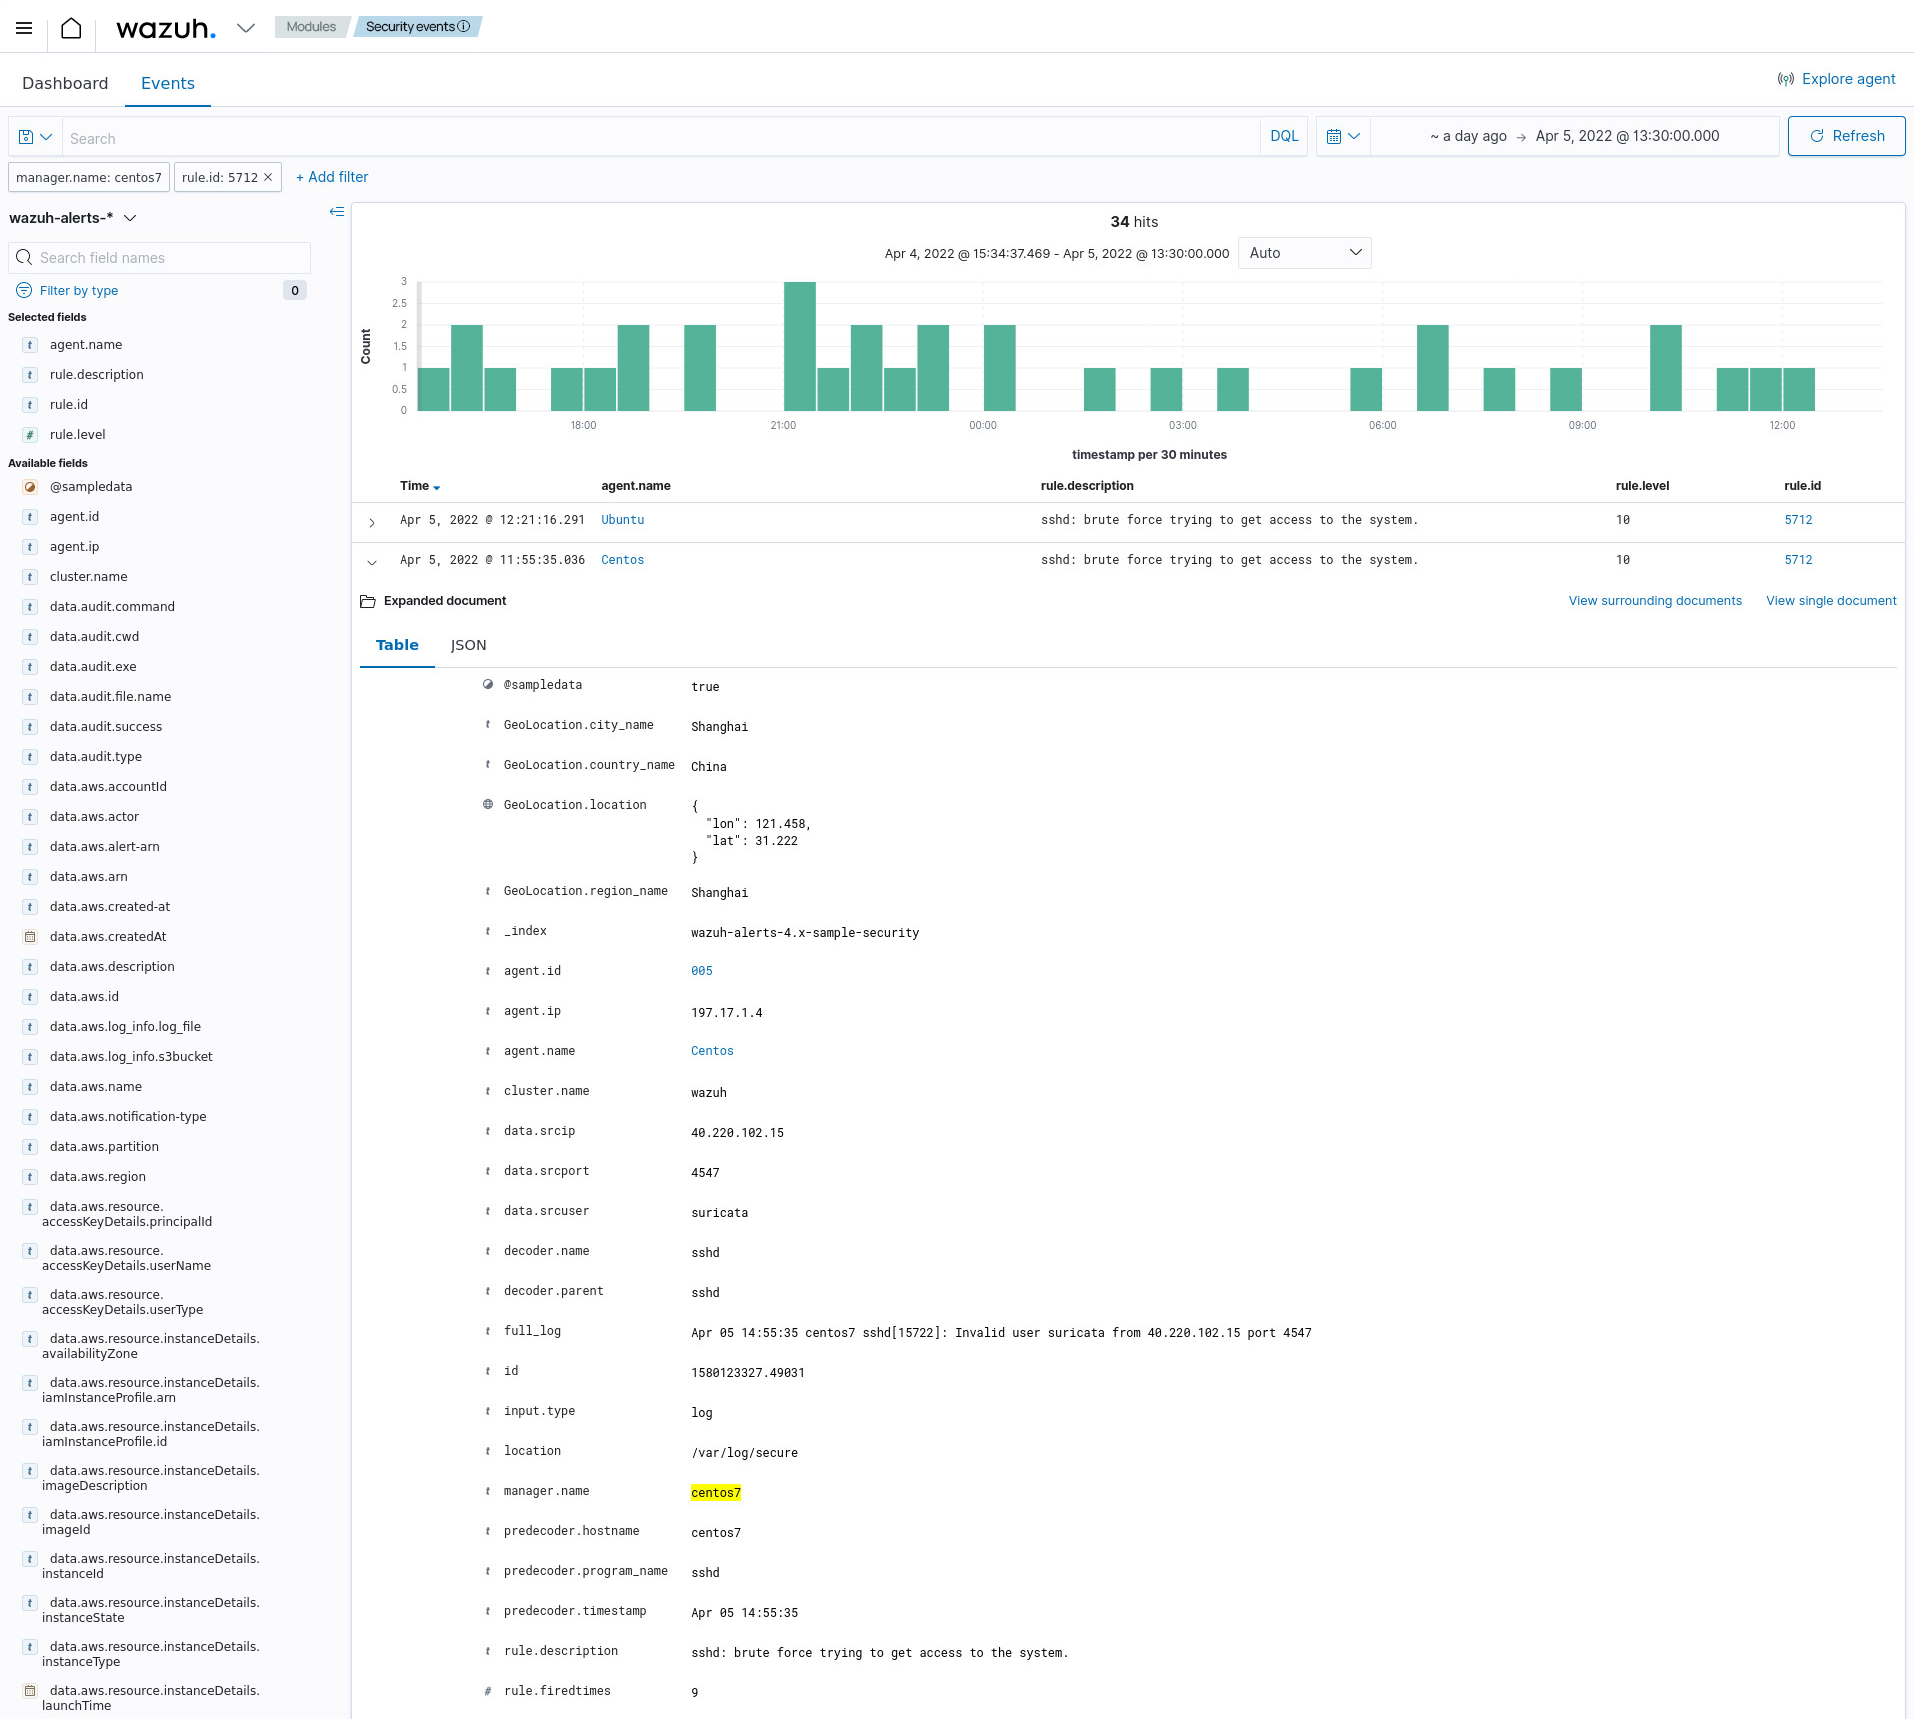 wazuh.
Modules
Security events
Dashboard
Events
Explore agent
Search
DQL
~ a day ago → Apr 5, 2022 @ 13:30:00.000
Refresh
manager.name: centos7
rule.id: 5712 ×
+ Add filter
wazuh-alerts-*
Search field names
Filter by type
0
Selected fields
t agent.name
t rule.description
t rule.id
# rule.level
Available fields
@sampledata
t agent.id
t agent.ip
t cluster.name
t data.audit.command
t data.audit.cwd
t data.audit.exe
t data.audit.file.name
t data.audit.success
t data.audit.type
t data.aws.accountId
t data.aws.actor
t data.aws.alert-arn
t data.aws.arn
t data.aws.created-at
data.aws.createdAt
t data.aws.description
t data.aws.id
t data.aws.log_info.log_file
t data.aws.log_info.s3bucket
t data.aws.name
t data.aws.notification-type
t data.aws.partition
t data.aws.region
t data.aws.resource.
accessKeyDetails.principalId
t data.aws.resource.
accessKeyDetails.userName
t data.aws.resource.
accessKeyDetails.userType
t data.aws.resource.instanceDetails.
availabilityZone
t data.aws.resource.instanceDetails.
iamInstanceProfile.arn
t data.aws.resource.instanceDetails.
iamInstanceProfile.id
t data.aws.resource.instanceDetails.
imageDescription
t data.aws.resource.instanceDetails.
imageId
t data.aws.resource.instanceDetails.
instanceId
t data.aws.resource.instanceDetails.
instanceState
t data.aws.resource.instanceDetails.
instanceType
data.aws.resource.instanceDetails.
launchTime
34 hits
Apr 4, 2022 @ 15:34:37.469 - Apr 5, 2022 @ 13:30:00.000
Auto
Count
3
2.5
2
1.5
1
0.5
0
18:00 21:00 00:00 03:00 06:00 09:00 12:00
timestamp per 30 minutes
Time agent.name rule.description rule.level rule.id
Apr 5, 2022 @ 12:21:16.291 Ubuntu sshd: brute force trying to get access to the system. 10 5712
Apr 5, 2022 @ 11:55:35.036 Centos sshd: brute force trying to get access to the system. 10 5712
Expanded document
View surrounding documents
View single document
Table
JSON
@sampledata true
t GeoLocation.city_name Shanghai
t GeoLocation.country_name China
GeoLocation.location {
"lon": 121.458,
"lat": 31.222
}
t GeoLocation.region_name Shanghai
t _index wazuh-alerts-4.x-sample-security
t agent.id 005
t agent.ip 197.17.1.4
t agent.name Centos
t cluster.name wazuh
t data.srcip 40.220.102.15
t data.srcport 4547
t data.srcuser suricata
t decoder.name sshd
t decoder.parent sshd
t full_log Apr 05 14:55:35 centos7 sshd[15722]: Invalid user suricata from 40.220.102.15 port 4547
t id 1580123327.49031
t input.type log
t location /var/log/secure
t manager.name centos7
t predecoder.hostname centos7
t predecoder.program_name sshd
t predecoder.timestamp Apr 05 14:55:35
t rule.description sshd: brute force trying to get access to the system.
# rule.firedtimes 9